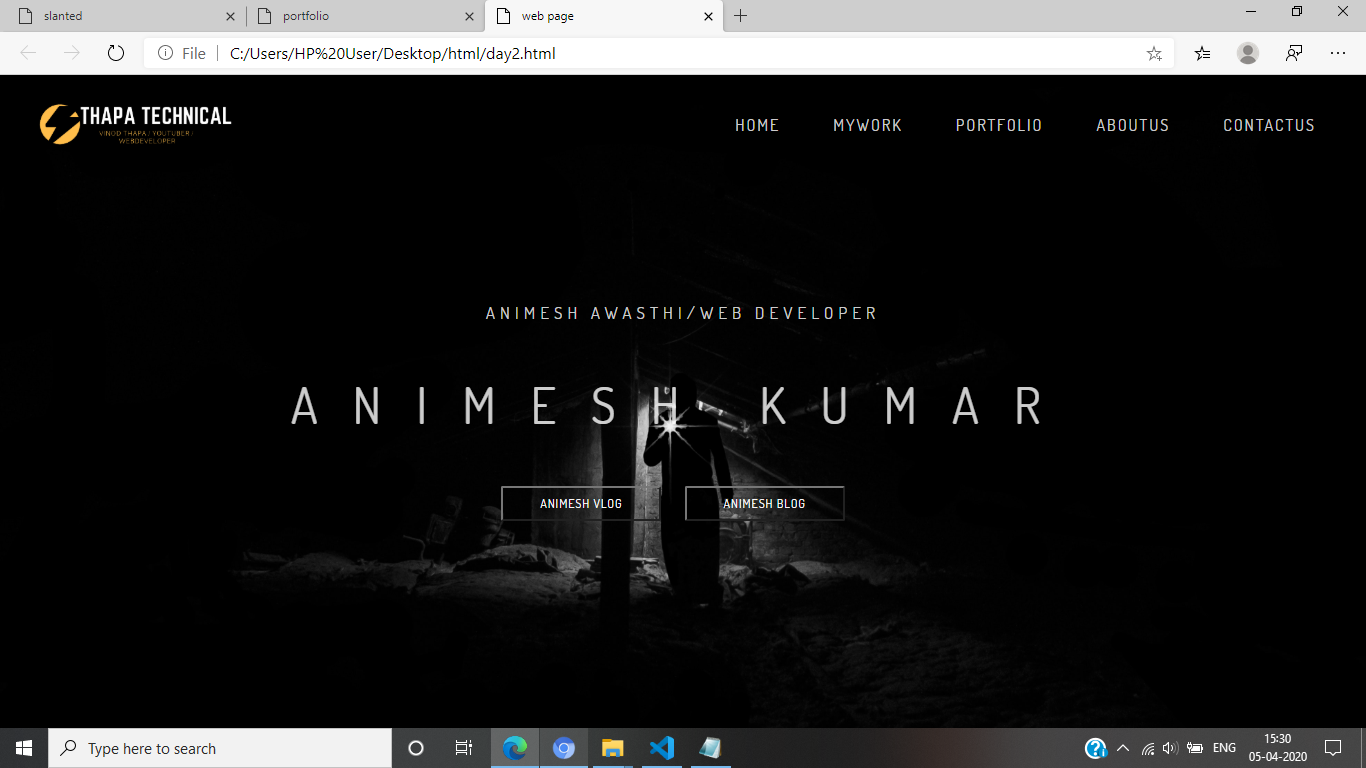 slanted
portfolio
web page
File
C:/Users/HP%20User/Desktop/html/day2.html
THAPA TECHNICAL
VINOD THAPA / YOUTUBER /
WEBDEVELOPER
HOME MYWORK PORTFOLIO ABOUTUS CONTACTUS
ANIMESH AWASTHI/WEB DEVELOPER
ANIMESH KUMAR
ANIMESH VLOG ANIMESH BLOG
Type here to search
ENG
15:30
05-04-2020